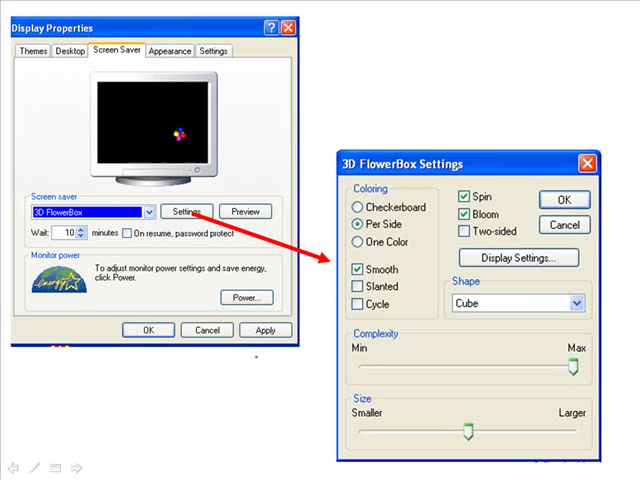 Display Properties
Themes Desktop Screen Saver Appearance Settings
Screen saver
3D FlowerBox Settings Preview
Wait: 10 minutes On resume, password protect
Monitor power
To adjust monitor power settings and save energy,
click Power.
energy
Power...
OK Cancel Apply
3D FlowerBox Settings
Coloring
Checkerboard
Per Side
One Color
Smooth
Slanted
Cycle
Spin
Bloom
Two-sided
OK
Cancel
Display Settings...
Shape
Cube
Complexity
Min Max
Size
Smaller Larger